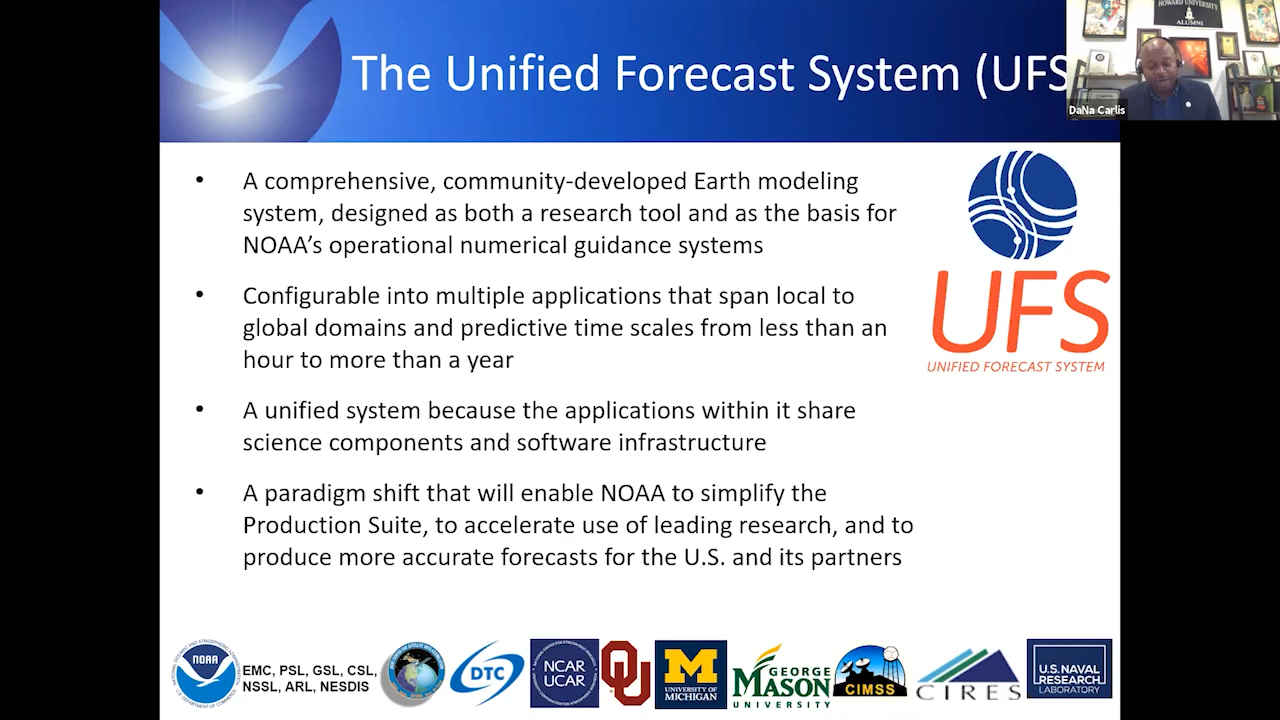 The Unified Forecast System (UFS
HOWARD UNIVERSITY
ALUMNI
DaNa Carlis
• A comprehensive, community-developed Earth modeling
system, designed as both a research tool and as the basis for
NOAA’s operational numerical guidance systems
• Configurable into multiple applications that span local to
global domains and predictive time scales from less than an
hour to more than a year
• A unified system because the applications within it share
science components and software infrastructure
• A paradigm shift that will enable NOAA to simplify the
Production Suite, to accelerate use of leading research, and to
produce more accurate forecasts for the U.S. and its partners
UFS
UNIFIED FORECAST SYSTEM
NOAA
EMC, PSL, GSL, CSL,
NSSL, ARL, NESDIS
DTC
NCAR
UCAR
OU
M
UNIVERSITY OF
MICHIGAN
GEORGE
MASON
UNIVERSITY
CIMSS
CIRES
U.S. NAVAL
RESEARCH
LABORATORY